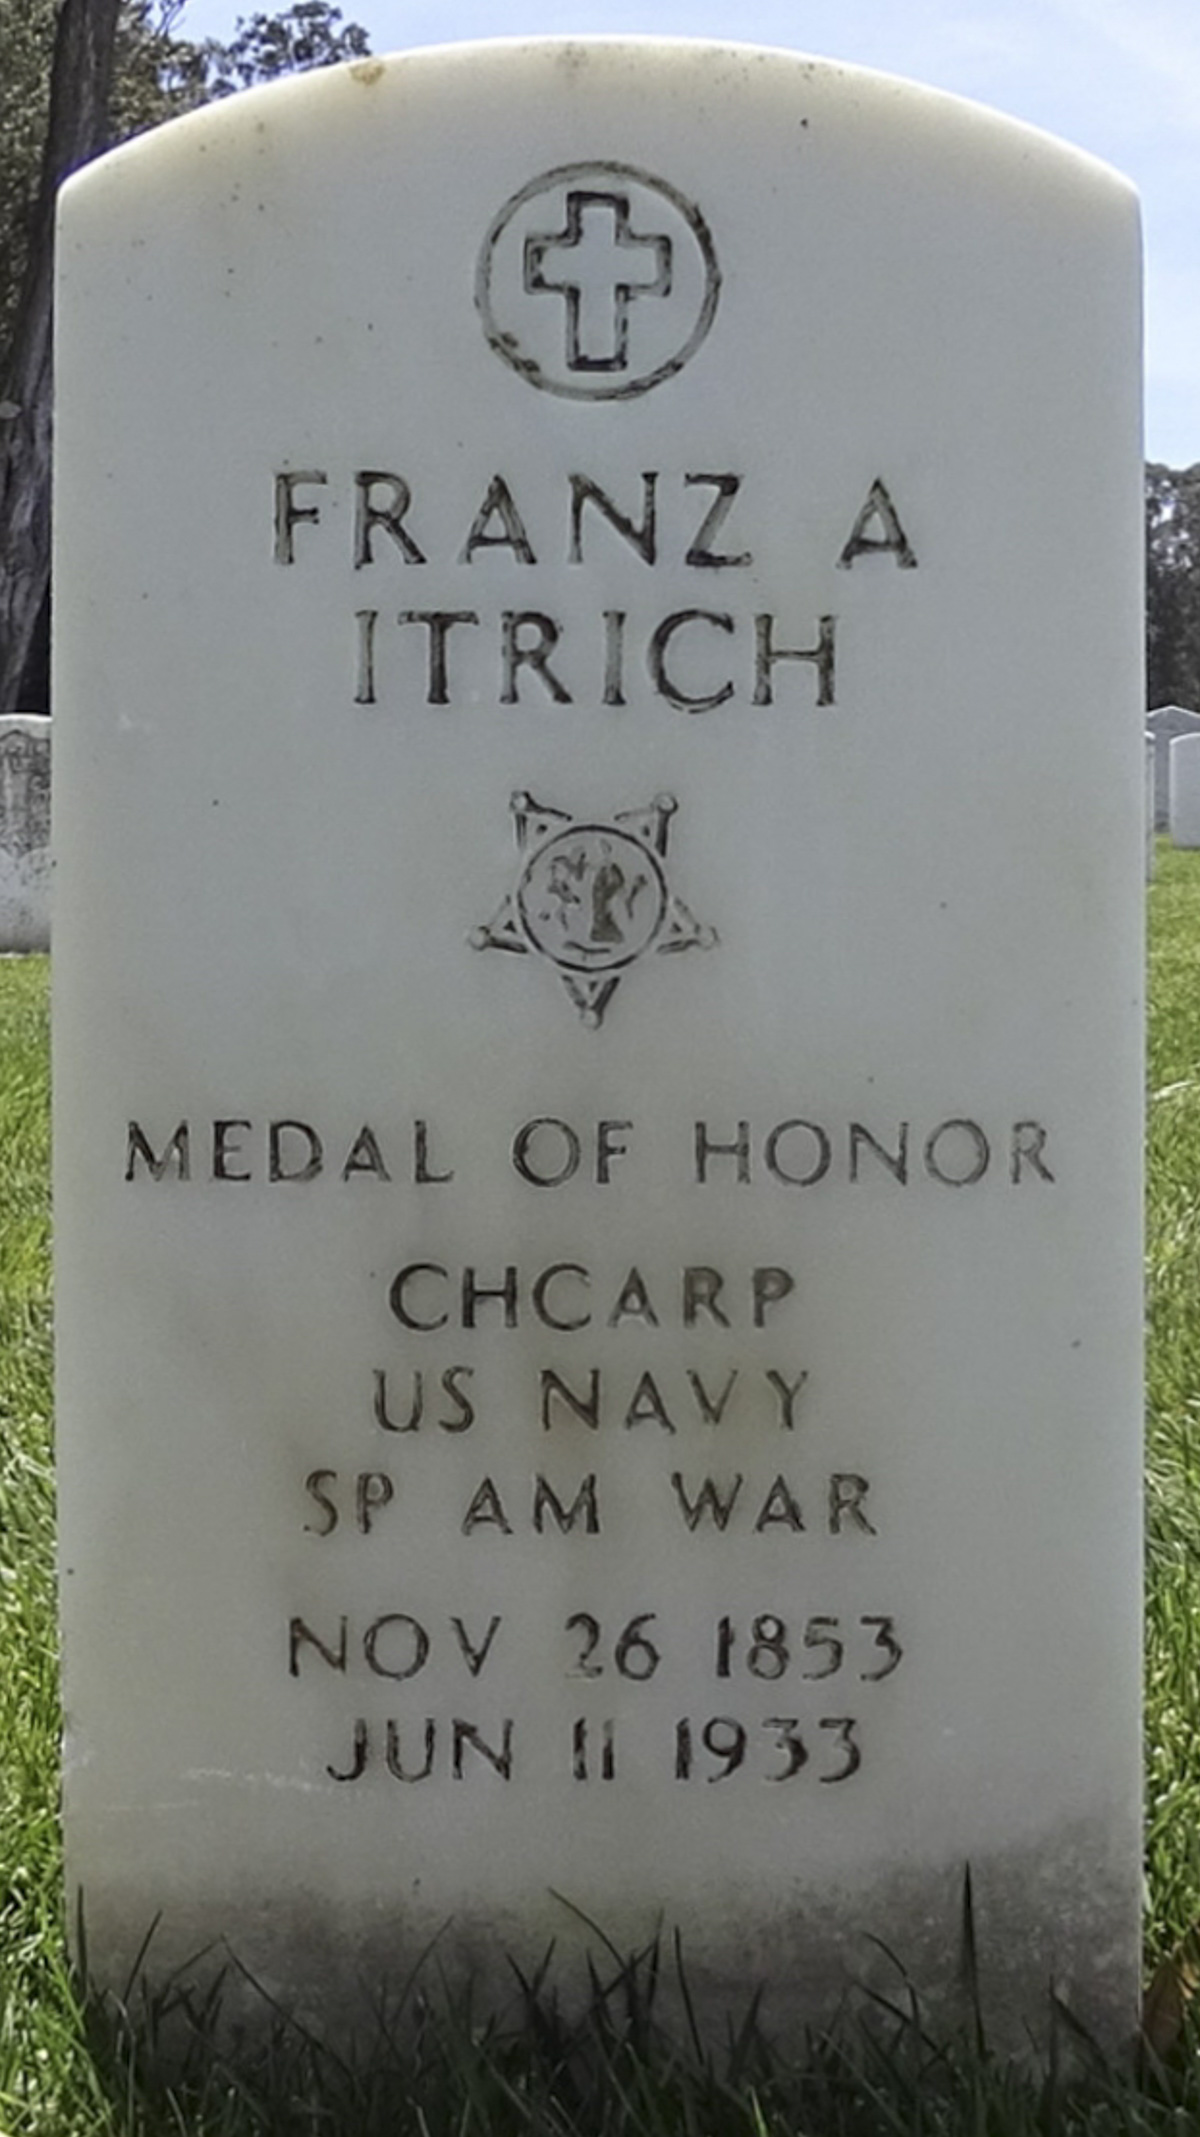 FRANZ A
ITRICH
MEDAL OF HONOR
CHCARP
US NAVY
SP AM WAR
NOV 26 1853
JUN 11 1933